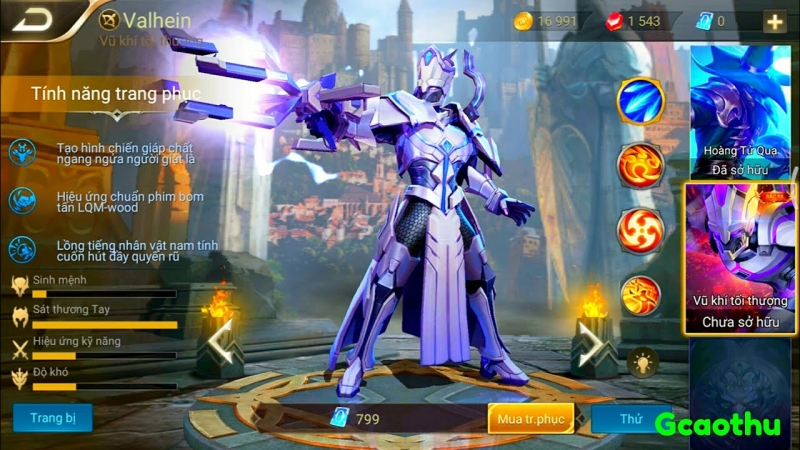 Valhein
Vũ khí tối thượng
16 991
1 543
0
Tính năng trang phục
Tạo hình chiến giáp chất
ngang ngửa người giặt là
Hiệu ứng chuẩn phim bom
tấn LQM-wood
Lồng tiếng nhân vật nam tính
cuốn hút đầy quyến rũ
Sinh mệnh
Sát thương Tay
Hiệu ứng kỹ năng
Độ khó
Hoàng Tử Quạ
Đã sở hữu
Vũ khí tối thượng
Chưa sở hữu
Trang bị
799
Mua tr.phục
Thử
Gcaothu